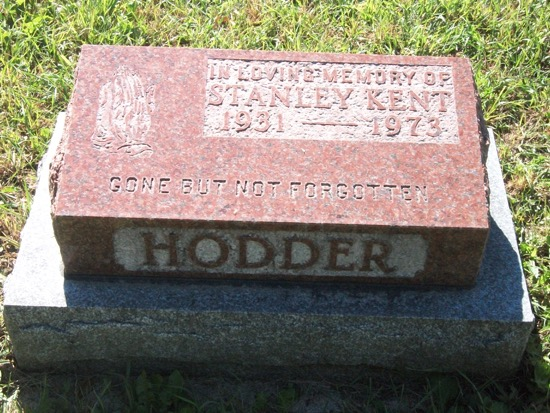 IN LOVING MEMORY OF
STANLEY KENT
1931 — 1973
GONE BUT NOT FORGOTTEN
HODDER